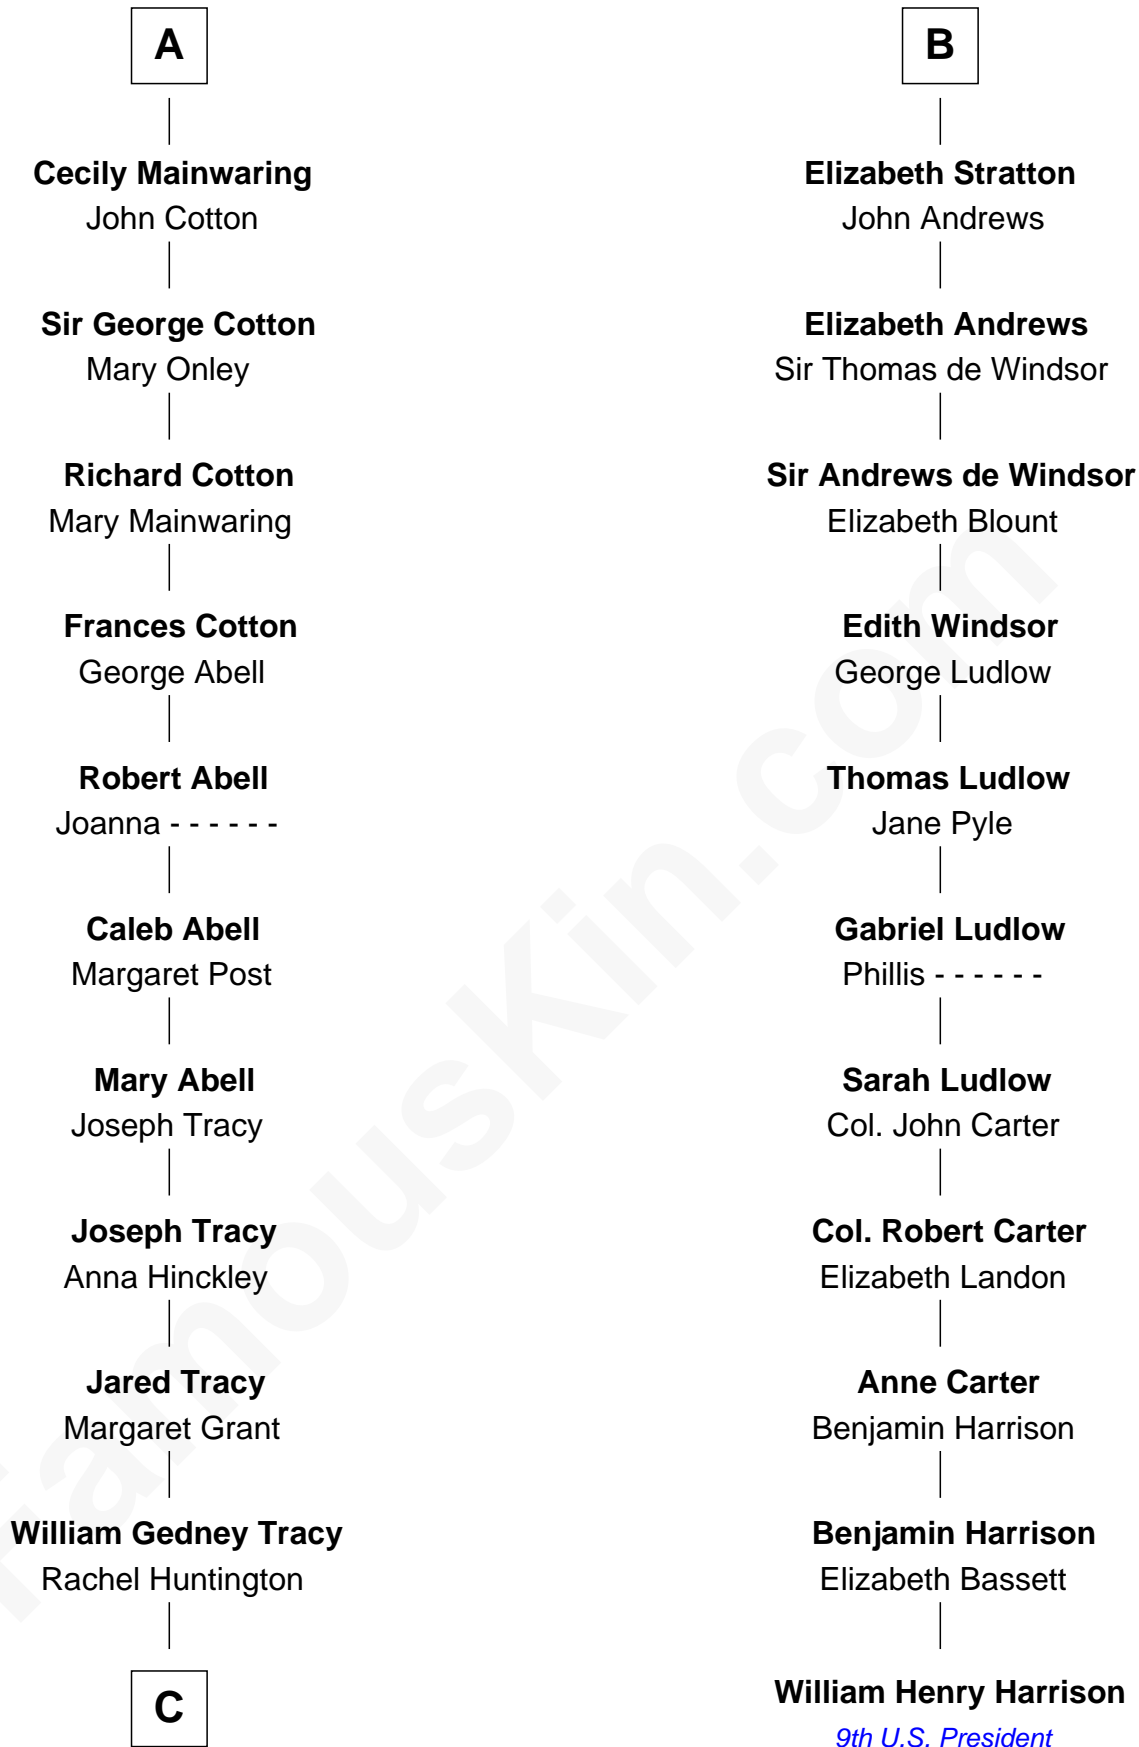 A
Cecily Mainwaring
John Cotton
Sir George Cotton
Mary Onley
Richard Cotton
Mary Mainwaring
Frances Cotton
George Abell
Robert Abell
Joanna - - - - - -
Caleb Abell
Margaret Post
Mary Abell
Joseph Tracy
Joseph Tracy
Anna Hinckley
Jared Tracy
Margaret Grant
William Gedney Tracy
Rachel Huntington
C
B
Elizabeth Stratton
John Andrews
Elizabeth Andrews
Sir Thomas de Windsor
Sir Andrews de Windsor
Elizabeth Blount
Edith Windsor
George Ludlow
Thomas Ludlow
Jane Pyle
Gabriel Ludlow
Phillis - - - - - -
Sarah Ludlow
Col. John Carter
Col. Robert Carter
Elizabeth Landon
Anne Carter
Benjamin Harrison
Benjamin Harrison
Elizabeth Bassett
William Henry Harrison
9th U.S. President
FamousKin.com